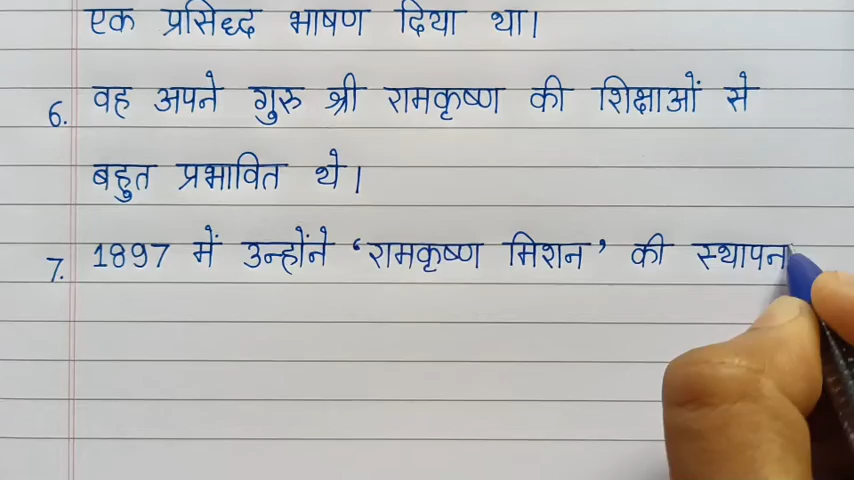 एक प्रसिद्ध भाषण दिया था।
6. वह अपने गुरु श्री रामकृष्ण की शिक्षाओं से
बहुत प्रभावित थे।
7. 1897 में उन्होंने ‘रामकृष्ण मिशन’ की स्थापन